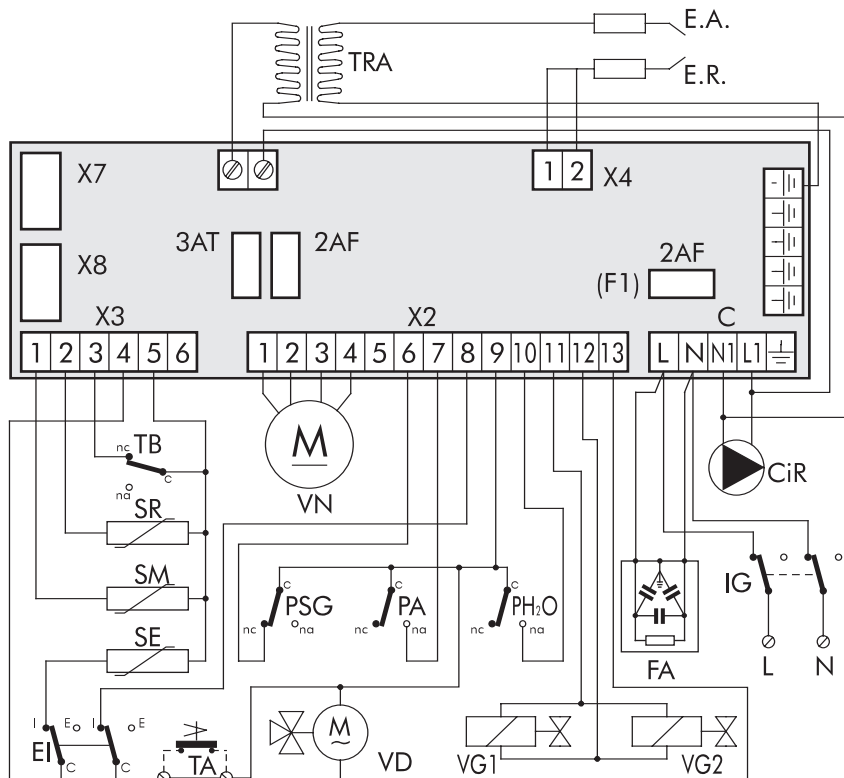 E.A.
TRA
E.R.
X7
1 2 X4
3AT 2AF
X8
2AF
(F1)
X3 X2 C
1 2 3 4 5 6
1 2 3 4 5 6 7 8 9 10 11 12 13
L N N1 L1
nc TB
c
na
M
VN
CiR
SR
SM
c PSG
nc na
c PA
nc na
c PH₂O
nc na
IG
SE
FA
L N
I E I E
EI
TA
M
~
VD
VG1
VG2